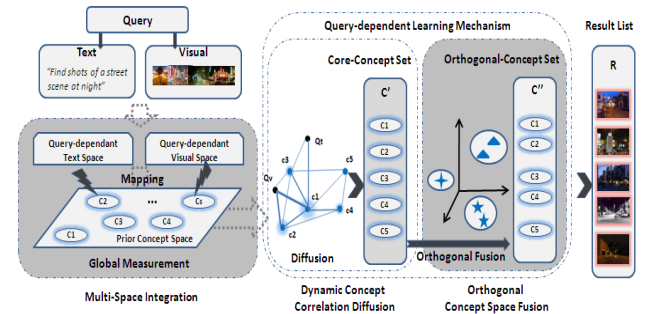 Query
Text
Visual
"Find shots of a street
scene at night"
Query-dependant
Text Space
Query-dependant
Visual Space
Mapping
C2
...
Cs
C3
C4
C1
Prior Concept Space
Global Measurement
Multi-Space Integration
Query-dependent Learning Mechanism
Core-Concept Set
C'
C1
C2
C3
C4
C5
Qt
c3
c5
Qv
c1
c4
c2
Diffusion
Dynamic Concept
Correlation Diffusion
Orthogonal-Concept Set
C''
C1
C2
C3
C4
C5
Orthogonal Fusion
Orthogonal
Concept Space Fusion
Result List
R